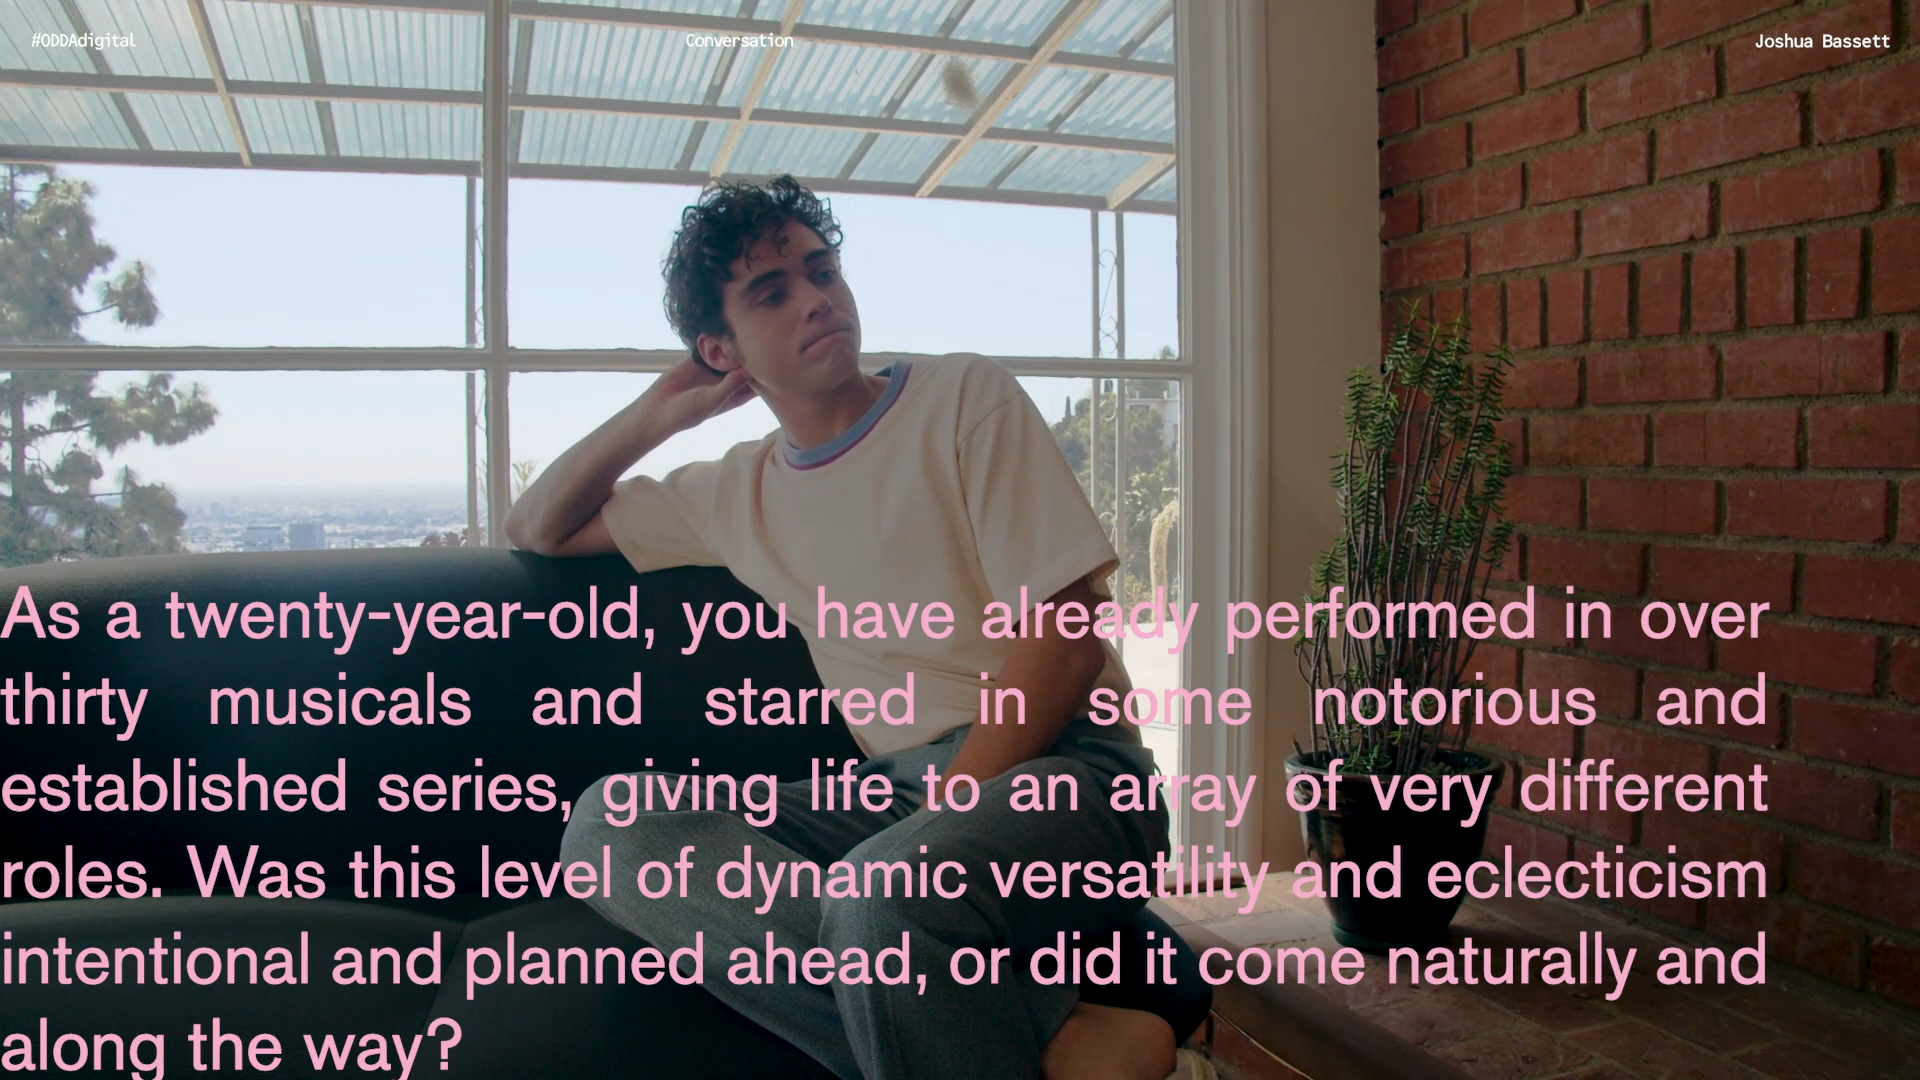 #ODDAdigital
Conversation
Joshua Bassett
As a twenty-year-old, you have already performed in over
thirty musicals and starred in some notorious and
established series, giving life to an array of very different
roles. Was this level of dynamic versatility and eclecticism
intentional and planned ahead, or did it come naturally and
along the way?